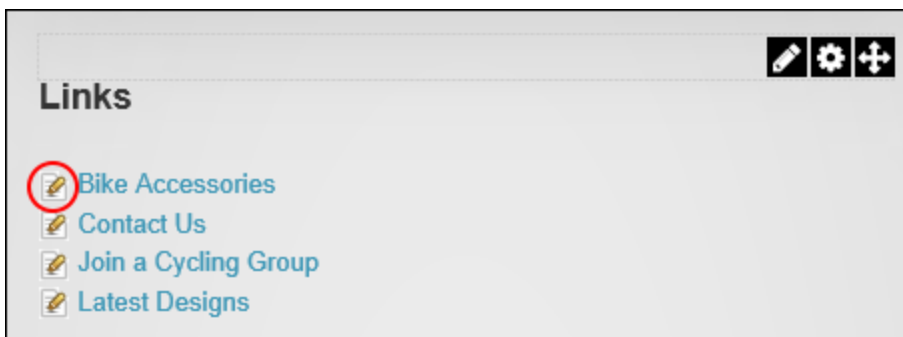 Links
Bike Accessories
Contact Us
Join a Cycling Group
Latest Designs